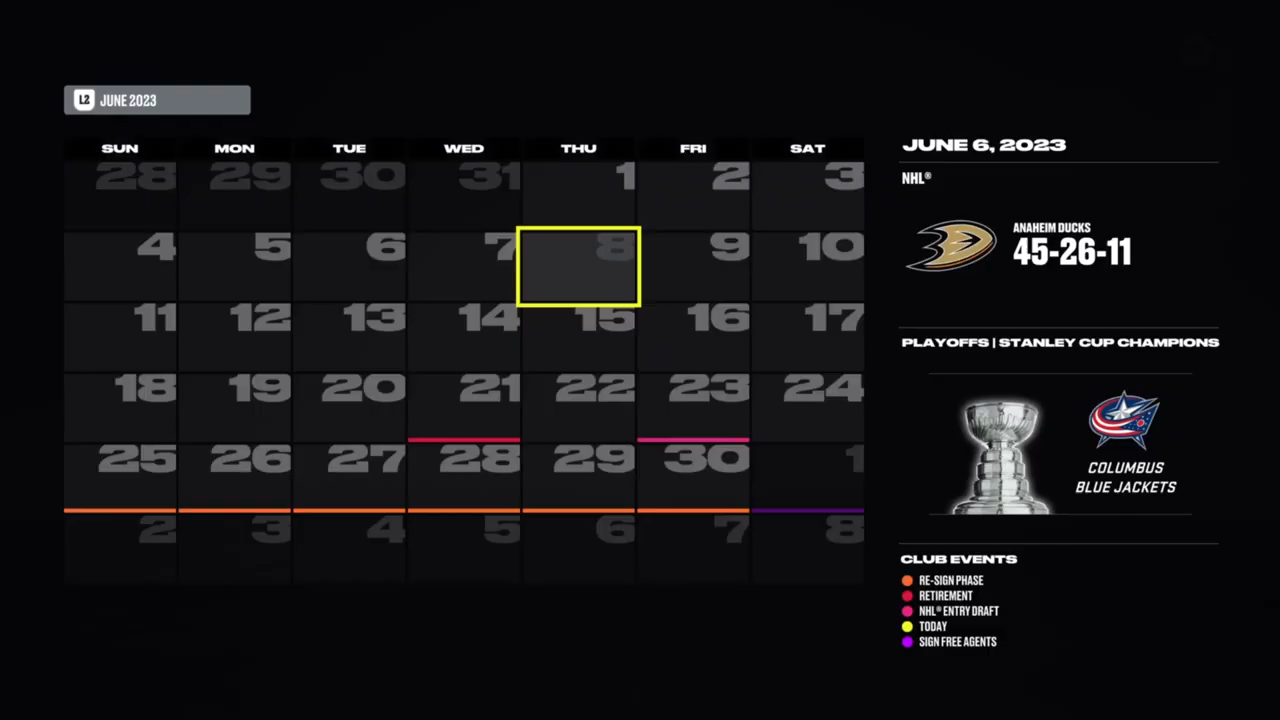 L2 JUNE 2023
SUN MON TUE WED THU FRI SAT
28 29 30 31 1 2 3
4 5 6 7 8 9 10
11 12 13 14 15 16 17
18 19 20 21 22 23 24
25 26 27 28 29 30 1
2 3 4 5 6 7 8
JUNE 6, 2023
NHL®
ANAHEIM DUCKS
45-26-11
PLAYOFFS | STANLEY CUP CHAMPIONS
COLUMBUS
BLUE JACKETS
CLUB EVENTS
RE-SIGN PHASE
RETIREMENT
NHL® ENTRY DRAFT
TODAY
SIGN FREE AGENTS